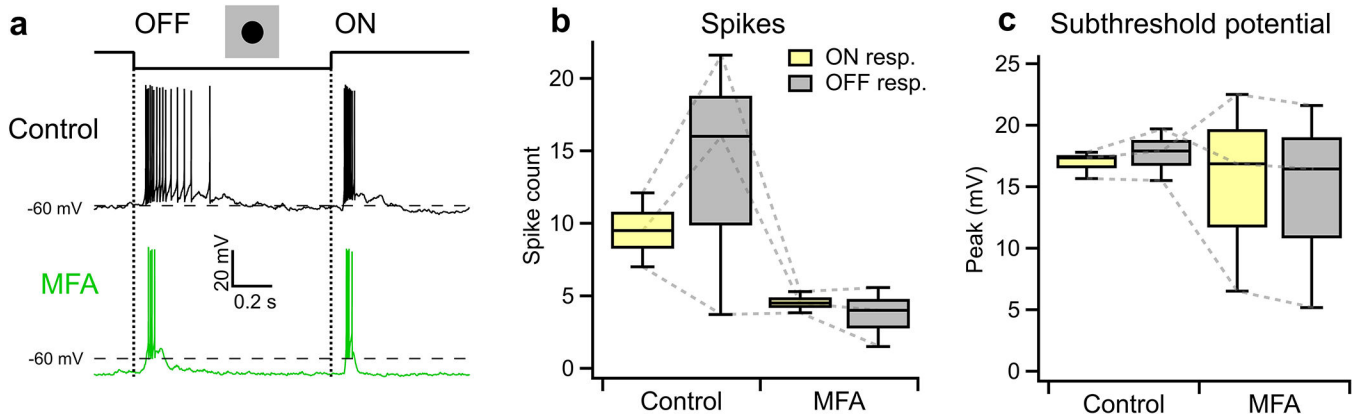 a
OFF
ON
Control
-60 mV
MFA
20 mV
0.2 s
-60 mV
b
Spikes
ON resp.
OFF resp.
Spike count
20
15
10
5
0
Control
MFA
c
Subthreshold potential
Peak (mV)
25
20
15
10
5
0
Control
MFA